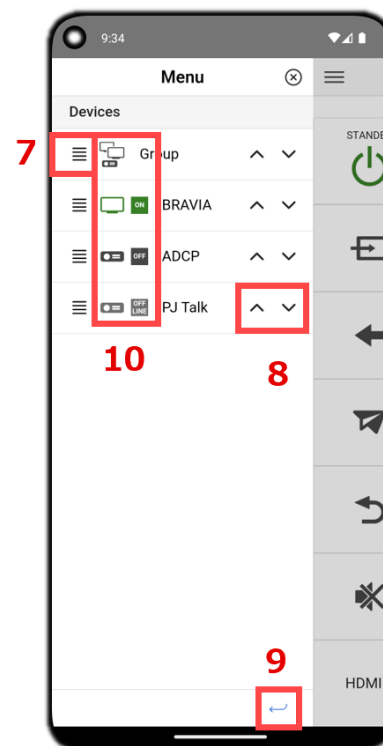 9:34
Menu
Devices
STANDB
7
Group
ON
BRAVIA
OFF
ADCP
OFF LINE
PJ Talk
10
8
9
HDMI